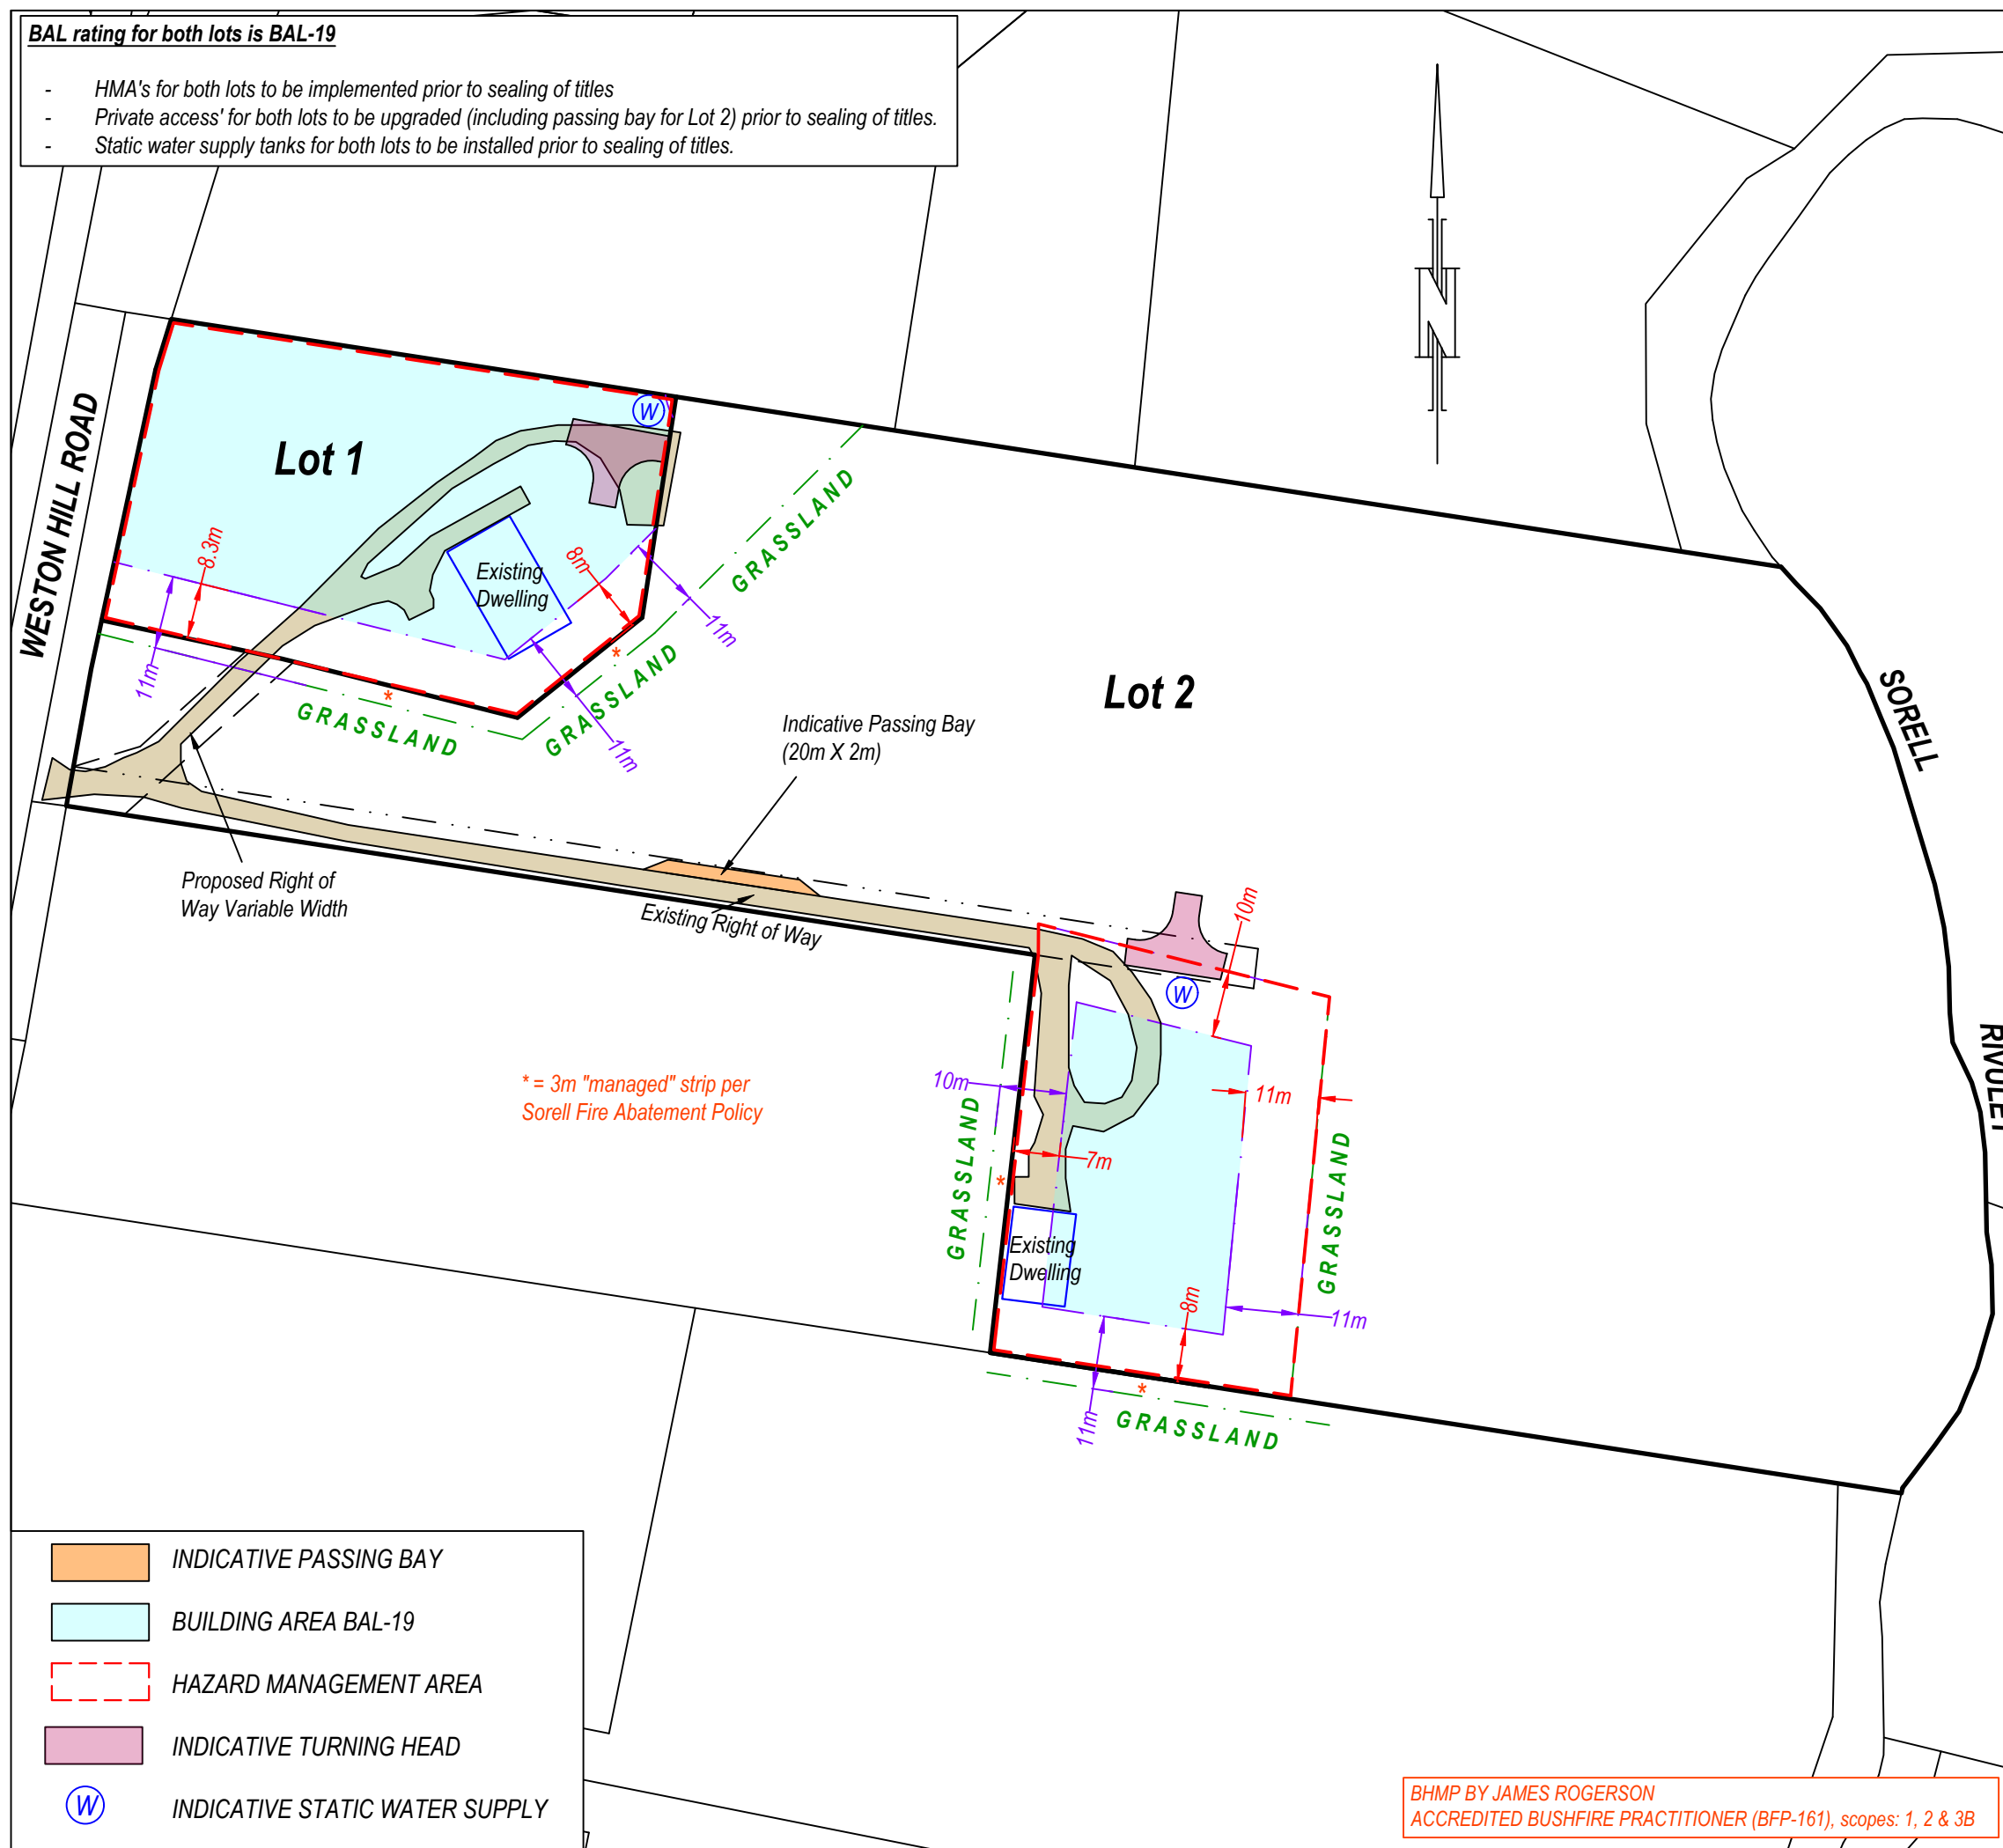 BAL rating for both lots is BAL-19
- HMA's for both lots to be implemented prior to sealing of titles
- Private access' for both lots to be upgraded (including passing bay for Lot 2) prior to sealing of titles.
- Static water supply tanks for both lots to be installed prior to sealing of titles.
N
WESTON HILL ROAD
Lot 1
W
8.3m
11m
Existing
Dwelling
8m
11m
11m
GRASSLAND
GRASSLAND
GRASSLAND
*
*
Lot 2
SORELL
RIVULET
Indicative Passing Bay
(20m X 2m)
Proposed Right of
Way Variable Width
Existing Right of Way
* = 3m "managed" strip per
Sorell Fire Abatement Policy
10m
W
10m
11m
7m
*
GRASSLAND
GRASSLAND
Existing
Dwelling
8m
11m
11m
*
GRASSLAND
INDICATIVE PASSING BAY
BUILDING AREA BAL-19
HAZARD MANAGEMENT AREA
INDICATIVE TURNING HEAD
W INDICATIVE STATIC WATER SUPPLY
BHMP BY JAMES ROGERSON
ACCREDITED BUSHFIRE PRACTITIONER (BFP-161), scopes: 1, 2 & 3B